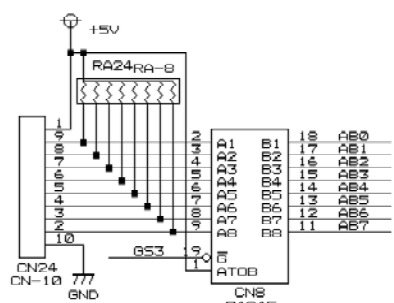 +5V
RA24 RA-8
1
9 2 A1 B1 18 AB0
8 3 A2 B2 17 AB1
7 4 A3 B3 16 AB2
6 5 A4 B4 15 AB3
5 6 A5 B5 14 AB4
4 7 A6 B6 13 AB5
3 8 A7 B7 12 AB6
2 9 A8 B8 11 AB7
10
GS3 19 G
1 ATOB
CN24
CN-10
GND
CN8